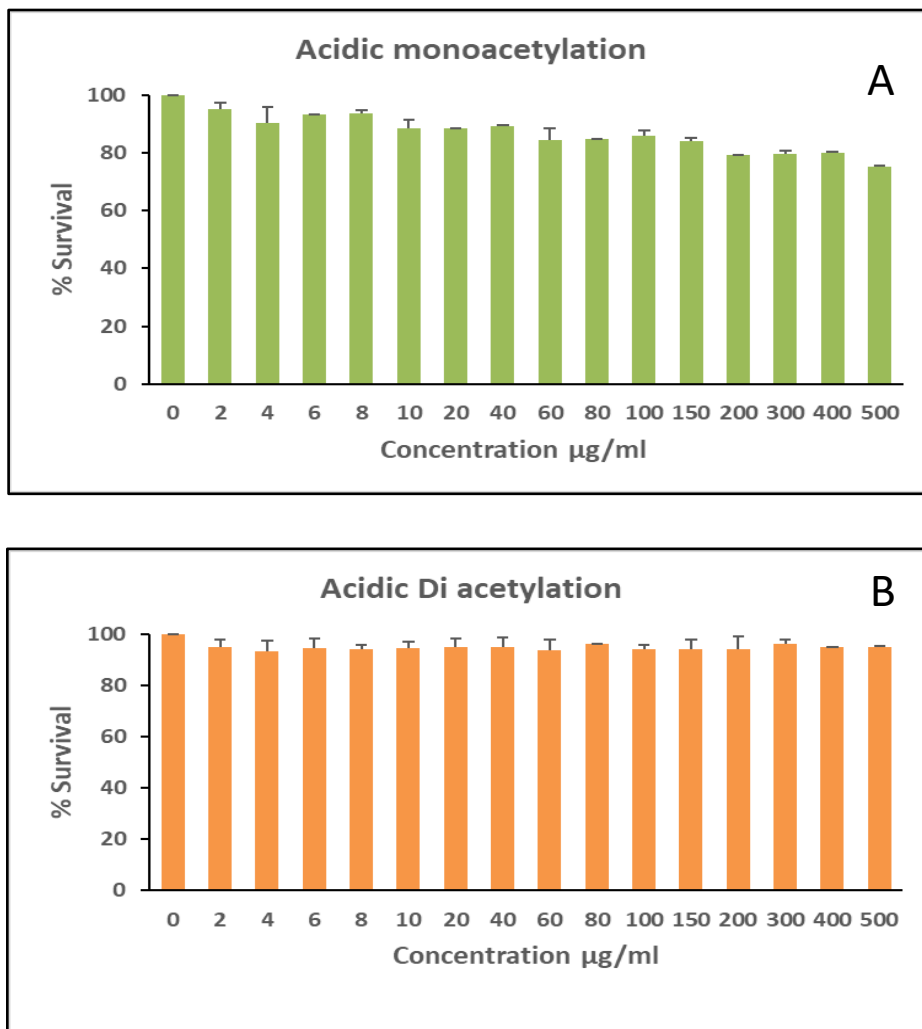 Acidic monoacetylation
A
100
80
60
40
20
0
% Survival
0 2 4 6 8 10 20 40 60 80 100 150 200 300 400 500
Concentration µg/ml
Acidic Di acetylation
B
100
80
60
40
20
0
% Survival
0 2 4 6 8 10 20 40 60 80 100 150 200 300 400 500
Concentration µg/ml